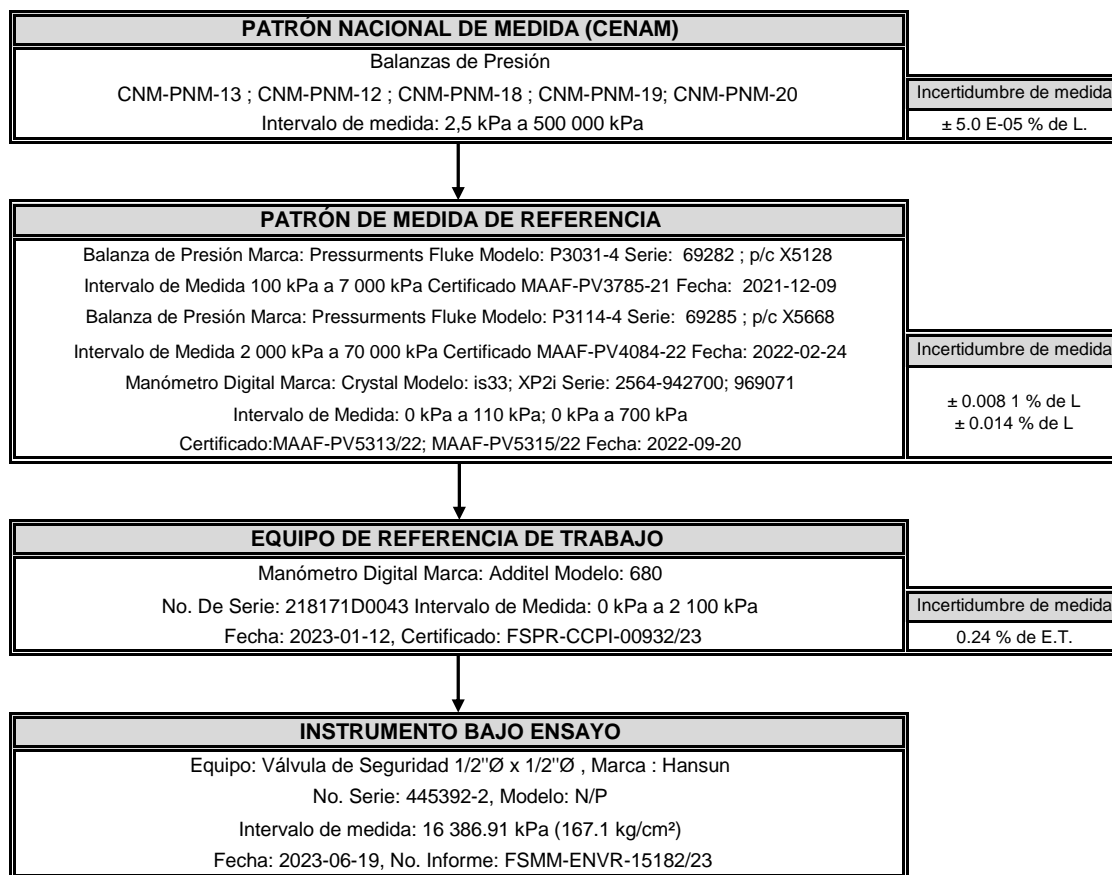 PATRÓN NACIONAL DE MEDIDA (CENAM)
Balanzas de Presión
CNM-PNM-13 ; CNM-PNM-12 ; CNM-PNM-18 ; CNM-PNM-19; CNM-PNM-20
Intervalo de medida: 2,5 kPa a 500 000 kPa
Incertidumbre de medida
± 5.0 E-05 % de L.
PATRÓN DE MEDIDA DE REFERENCIA
Balanza de Presión Marca: Pressurments Fluke Modelo: P3031-4 Serie: 69282 ; p/c X5128
Intervalo de Medida 100 kPa a 7 000 kPa Certificado MAAF-PV3785-21 Fecha: 2021-12-09
Balanza de Presión Marca: Pressurments Fluke Modelo: P3114-4 Serie: 69285 ; p/c X5668
Intervalo de Medida 2 000 kPa a 70 000 kPa Certificado MAAF-PV4084-22 Fecha: 2022-02-24
Manómetro Digital Marca: Crystal Modelo: is33; XP2i Serie: 2564-942700; 969071
Intervalo de Medida: 0 kPa a 110 kPa; 0 kPa a 700 kPa
Certificado:MAAF-PV5313/22; MAAF-PV5315/22 Fecha: 2022-09-20
Incertidumbre de medida
± 0.008 1 % de L
± 0.014 % de L
EQUIPO DE REFERENCIA DE TRABAJO
Manómetro Digital Marca: Additel Modelo: 680
No. De Serie: 218171D0043 Intervalo de Medida: 0 kPa a 2 100 kPa
Fecha: 2023-01-12, Certificado: FSPR-CCPI-00932/23
Incertidumbre de medida
0.24 % de E.T.
INSTRUMENTO BAJO ENSAYO
Equipo: Válvula de Seguridad 1/2"Ø x 1/2"Ø , Marca : Hansun
No. Serie: 445392-2, Modelo: N/P
Intervalo de medida: 16 386.91 kPa (167.1 kg/cm²)
Fecha: 2023-06-19, No. Informe: FSMM-ENVR-15182/23